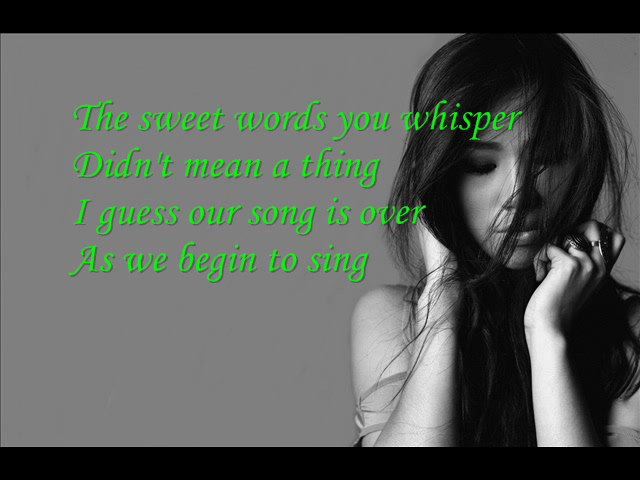 The sweet words you whisper
Didn't mean a thing
I guess our song is over
As we begin to sing